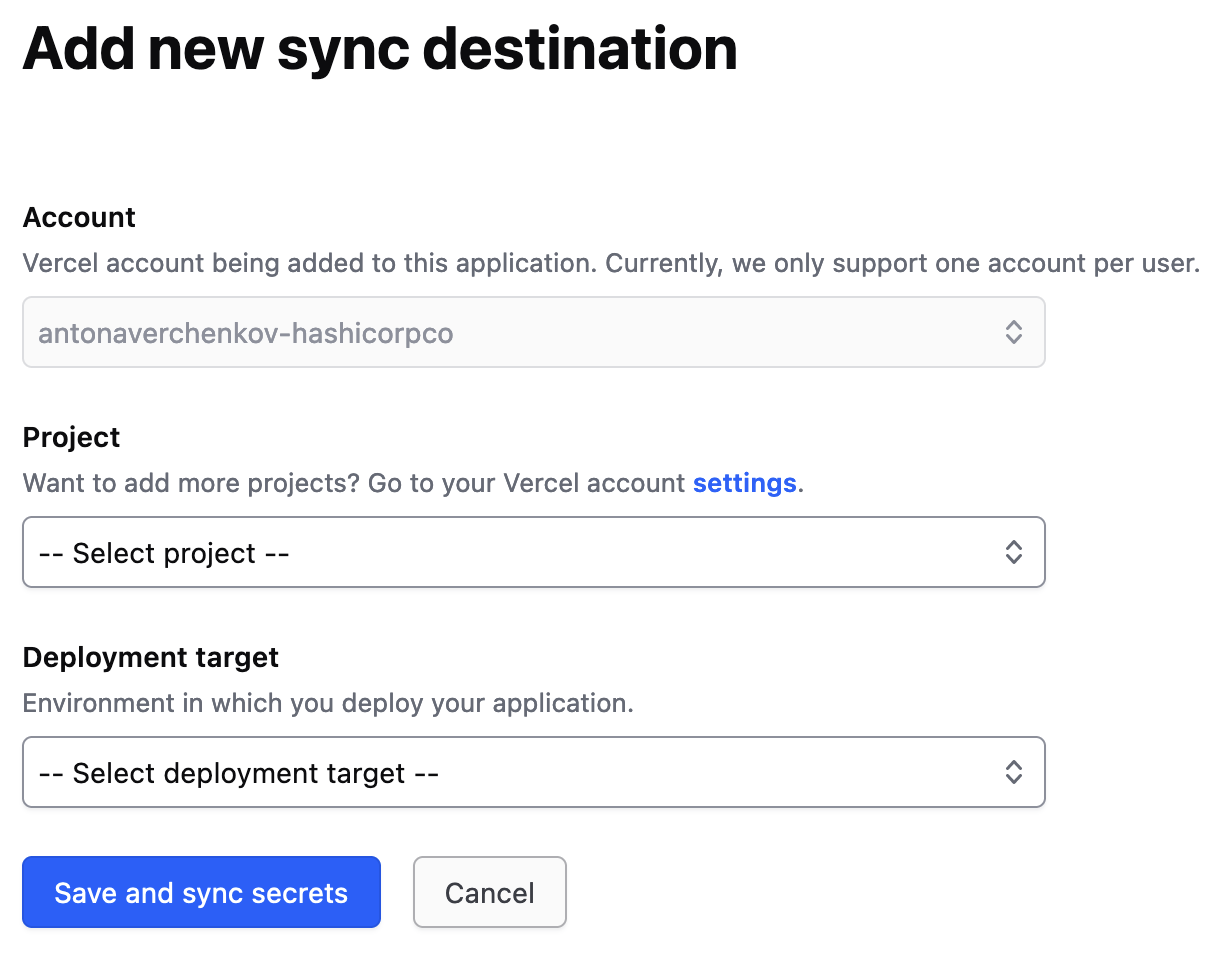 Add new sync destination
Account
Vercel account being added to this application. Currently, we only support one account per user.
antonaverchenkov-hashicorpco
Project
Want to add more projects? Go to your Vercel account settings.
-- Select project --
Deployment target
Environment in which you deploy your application.
-- Select deployment target --
Save and sync secrets
Cancel